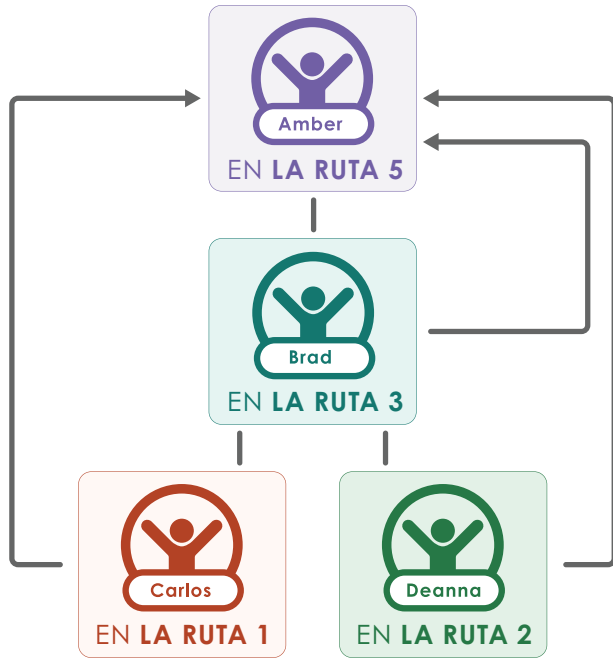 Amber
EN LA RUTA 5
Brad
EN LA RUTA 3
Carlos
EN LA RUTA 1
Deanna
EN LA RUTA 2